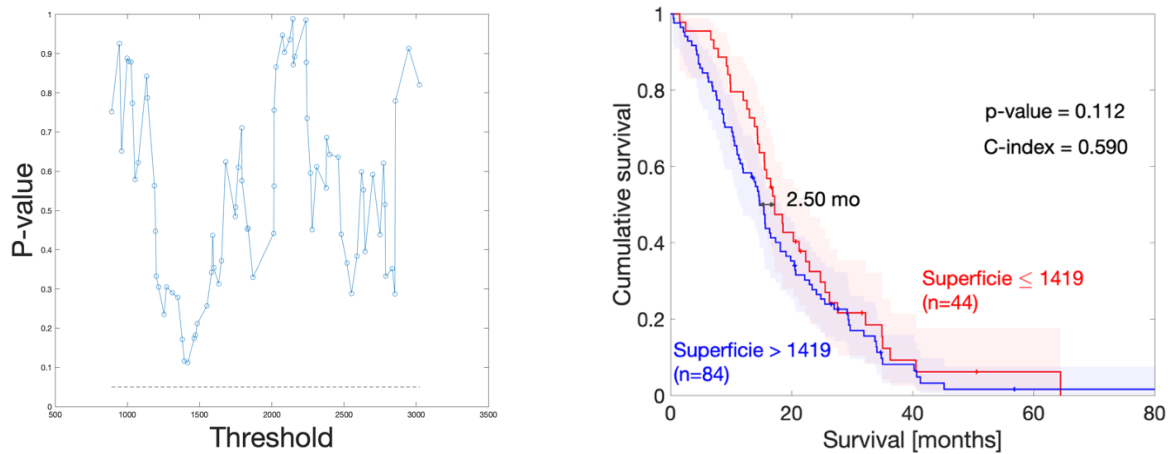 1
0.9
0.8
0.7
0.6
0.5
0.4
0.3
0.2
0.1
0
500
1000
1500
2000
2500
3000
3500
P-value
Threshold
1
0.8
0.6
0.4
0.2
0
0
20
40
60
80
Cumulative survival
Survival [months]
p-value = 0.112
C-index = 0.590
2.50 mo
Superficie ≤ 1419
(n=44)
Superficie > 1419
(n=84)